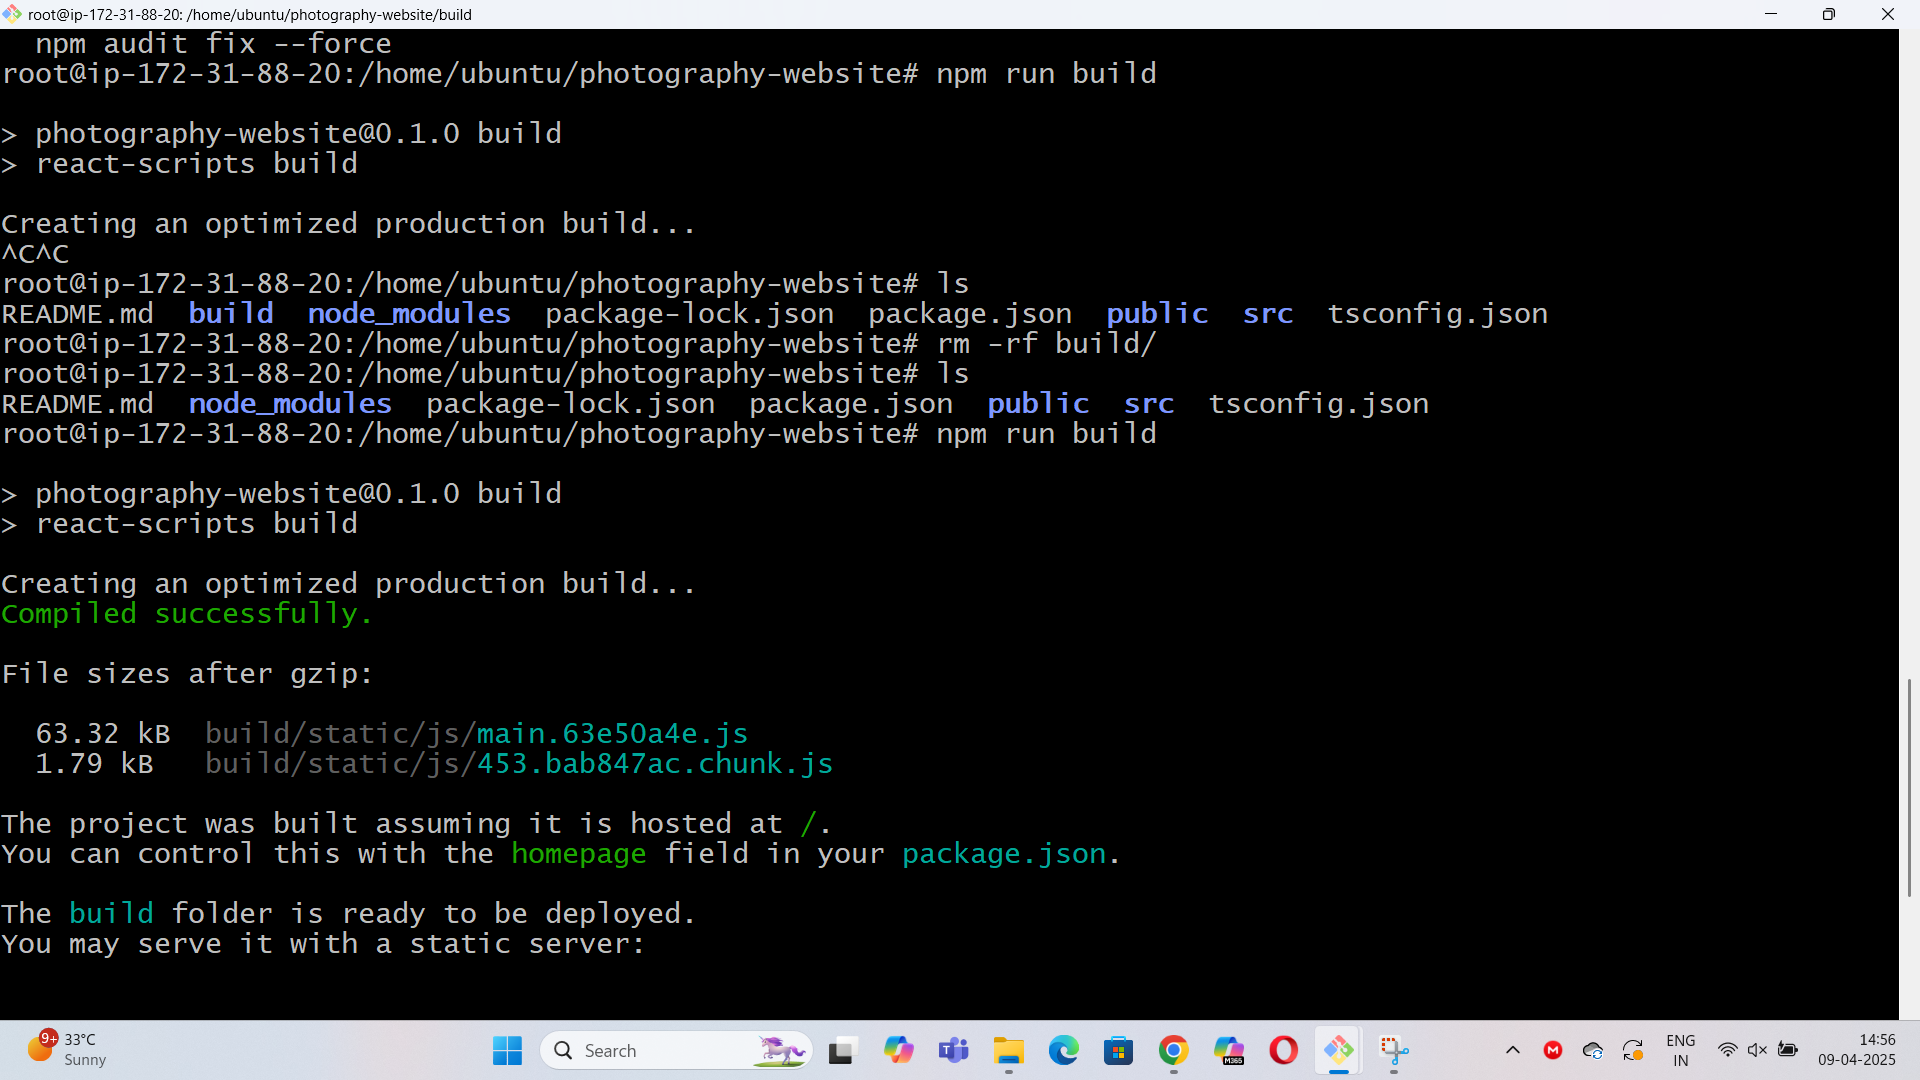 root@ip-172-31-88-20: /home/ubuntu/photography-website/build
  npm audit fix --force
root@ip-172-31-88-20:/home/ubuntu/photography-website# npm run build
> photography-website@0.1.0 build
> react-scripts build
Creating an optimized production build...
^C^C
root@ip-172-31-88-20:/home/ubuntu/photography-website# ls
README.md  build  node_modules  package-lock.json  package.json  public  src  tsconfig.json
root@ip-172-31-88-20:/home/ubuntu/photography-website# rm -rf build/
root@ip-172-31-88-20:/home/ubuntu/photography-website# ls
README.md  node_modules  package-lock.json  package.json  public  src  tsconfig.json
root@ip-172-31-88-20:/home/ubuntu/photography-website# npm run build
> photography-website@0.1.0 build
> react-scripts build
Creating an optimized production build...
Compiled successfully.
File sizes after gzip:
  63.32 kB  build/static/js/main.63e50a4e.js
  1.79 kB   build/static/js/453.bab847ac.chunk.js
The project was built assuming it is hosted at /.
You can control this with the homepage field in your package.json.
The build folder is ready to be deployed.
You may serve it with a static server:
9+
33°C
Sunny
Search
M365
M
ENG
IN
14:56
09-04-2025